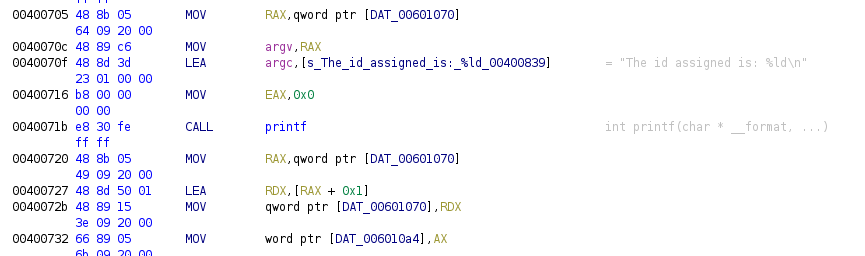 00400705 48 8b 05 MOV RAX,qword ptr [DAT_00601070]
64 09 20 00
0040070c 48 89 c6 MOV argv,RAX
0040070f 48 8d 3d LEA argc,[s_The_id_assigned_is:_%ld_00400839] = "The id assigned is: %ld\n"
23 01 00 00
00400716 b8 00 00 MOV EAX,0x0
00 00
0040071b e8 30 fe CALL printf int printf(char * __format, ...)
ff ff
00400720 48 8b 05 MOV RAX,qword ptr [DAT_00601070]
49 09 20 00
00400727 48 8d 50 01 LEA RDX,[RAX + 0x1]
0040072b 48 89 15 MOV qword ptr [DAT_00601070],RDX
3e 09 20 00
00400732 66 89 05 MOV word ptr [DAT_006010a4],AX
6b 09 20 00